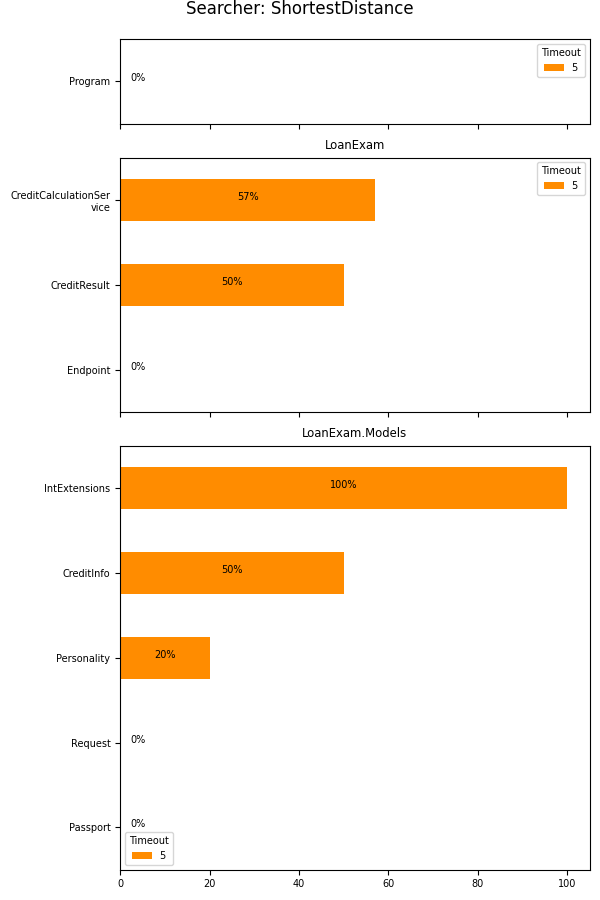 Searcher: ShortestDistance
Program
0%
Timeout
5
LoanExam
CreditCalculationSer
vice
57%
Timeout
5
CreditResult
50%
Endpoint
0%
LoanExam.Models
IntExtensions
100%
CreditInfo
50%
Personality
20%
Request
0%
Passport
0%
Timeout
5
0 20 40 60 80 100